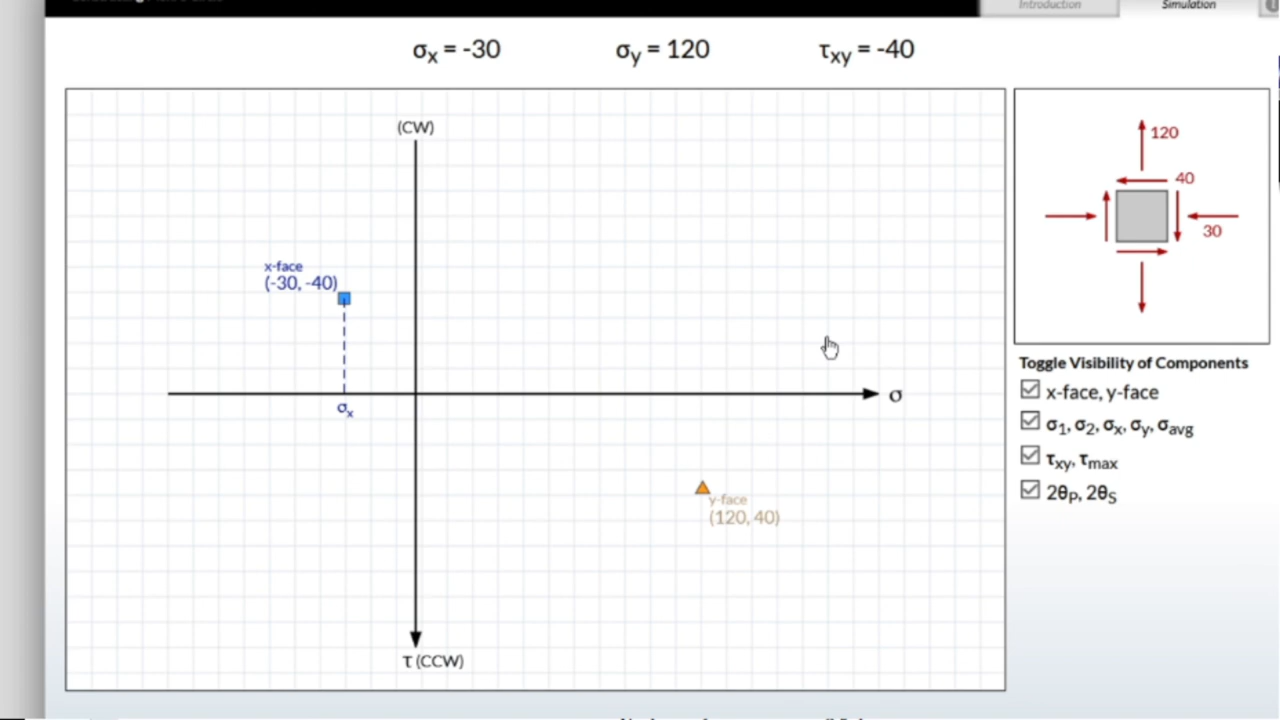 Introduction
Simulation
σx = -30
σy = 120
τxy = -40
(CW)
x-face
(-30, -40)
σx
σ
y-face
(120, 40)
τ (CCW)
120
40
30
Toggle Visibility of Components
x-face, y-face
σ1, σ2, σx, σy, σavg
τxy, τmax
2θP, 2θS